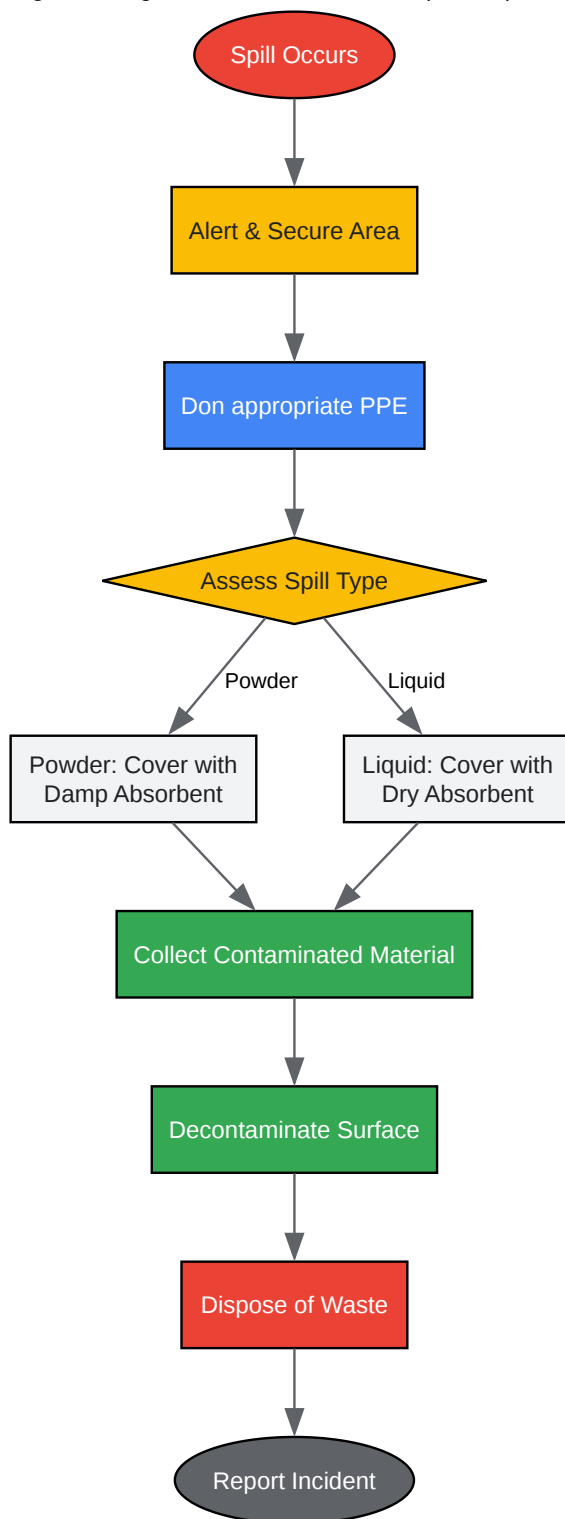 Spill Occurs
Alert & Secure Area
Don appropriate PPE
Assess Spill Type
Powder
Liquid
Powder: Cover with
Damp Absorbent
Liquid: Cover with
Dry Absorbent
Collect Contaminated Material
Decontaminate Surface
Dispose of Waste
Report Incident